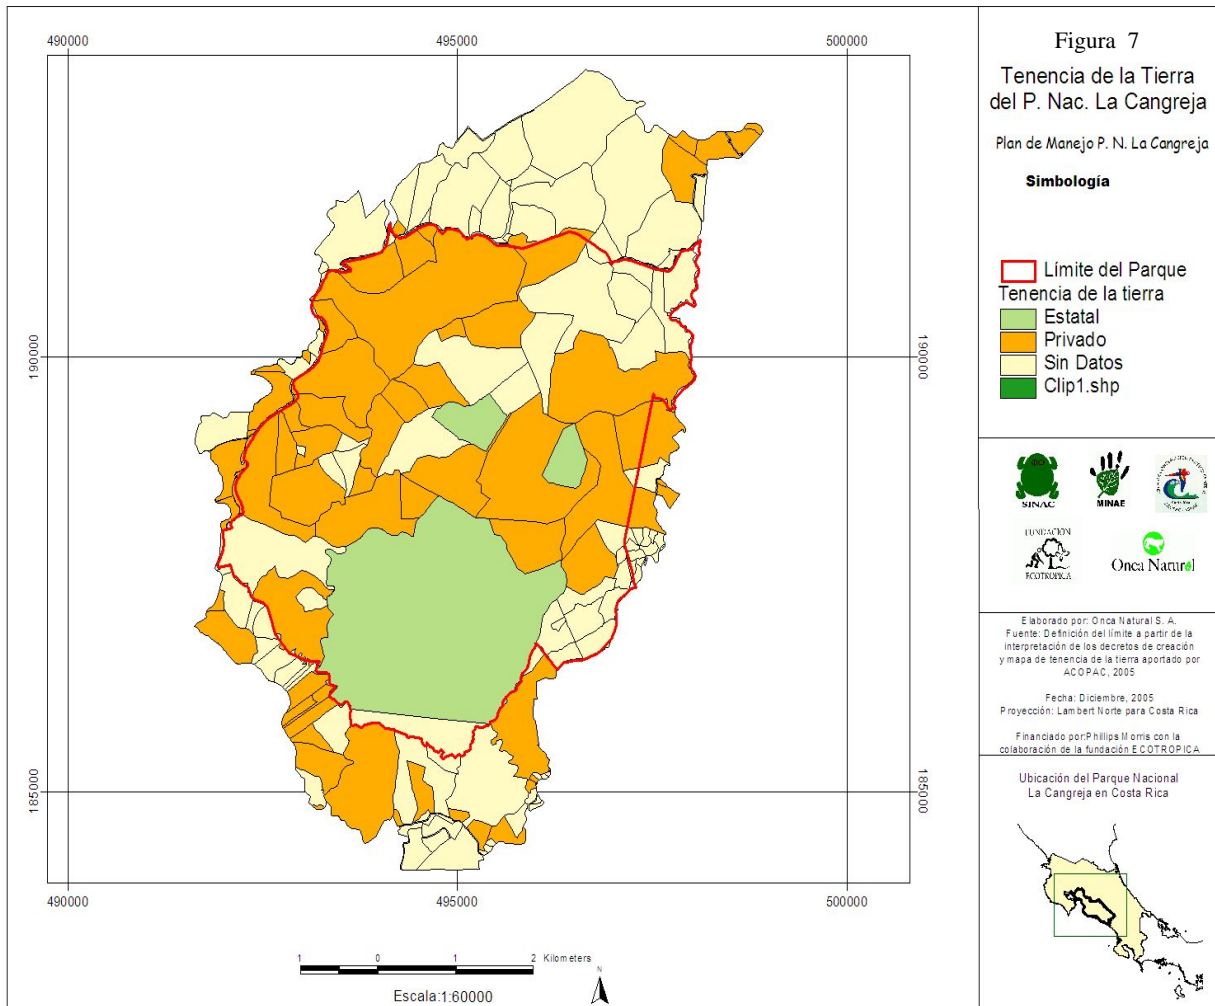 490000
495000
500000
190000
190000
185000
185000
490000
495000
500000
1 0 1 2 Kilometers
Escala:1:60000
N
Figura 7
Tenencia de la Tierra
del P. Nac. La Cangreja
Plan de Manejo P. N. La Cangreja
Simbología
Límite del Parque
Tenencia de la tierra
Estatal
Privado
Sin Datos
Clip1.shp
SINAC
MINAE
FUNDACION
ECOTROPICA
Onca Natural
Elaborado por: Onca Natural S. A.
Fuente: Definición del límite a partir de la
interpretación de los decretos de creación
y mapa de tenencia de la tierra aportado por
ACOPAC, 2005
Fecha: Diciembre, 2005
Proyección: Lambert Norte para Costa Rica
Financiado por:Phillips Morris con la
colaboración de la fundación ECOTROPICA
Ubicación del Parque Nacional
La Cangreja en Costa Rica